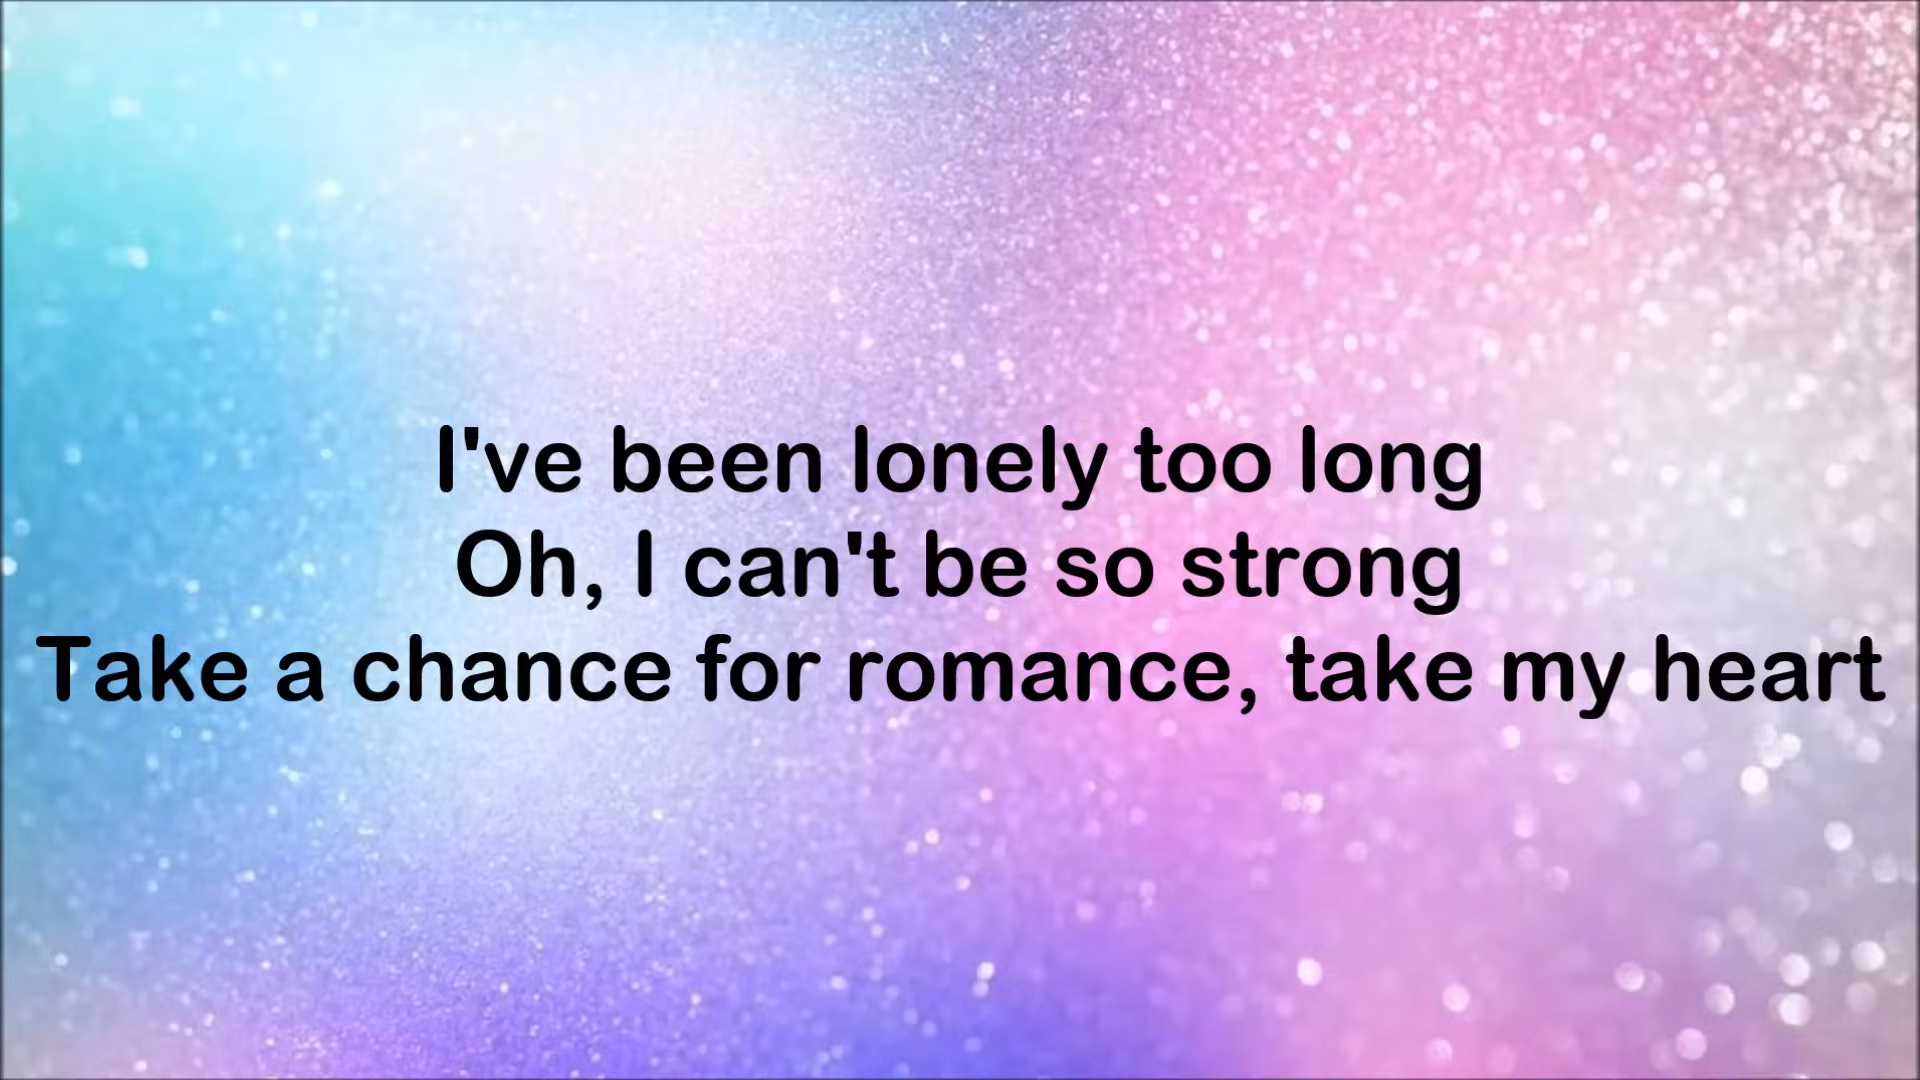 I've been lonely too long
Oh, I can't be so strong
Take a chance for romance, take my heart